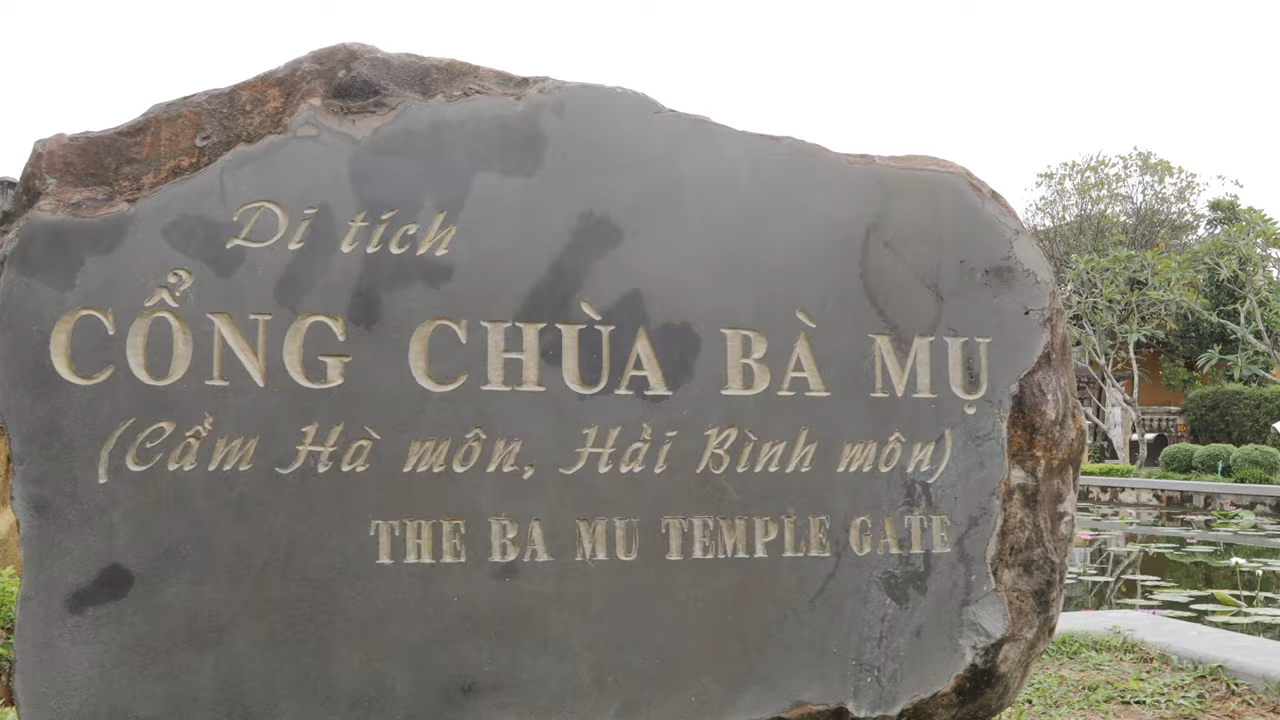 Di tích
CỔNG CHÙA BÀ MỤ
(Cẩm Hà môn, Hải Bình môn)
THE BA MU TEMPLE GATE